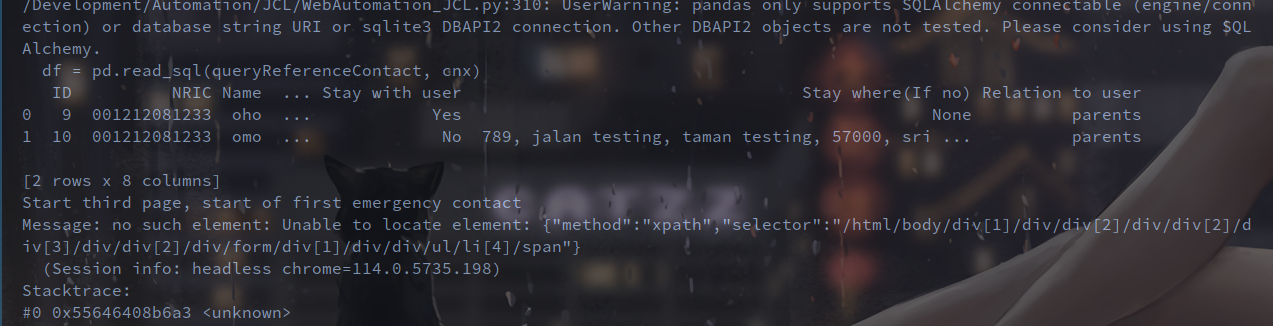 /Development/Automation/JCL/WebAutomation_JCL.py:310: UserWarning: pandas only supports SQLAlchemy connectable (engine/conn
ection) or database string URI or sqlite3 DBAPI2 connection. Other DBAPI2 objects are not tested. Please consider using SQL
Alchemy.
  df = pd.read_sql(queryReferenceContact, cnx)
   ID          NRIC Name  ... Stay with user                                  Stay where(If no) Relation to user
0   9  001212081233  oho  ...            Yes                                               None          parents
1  10  001212081233  omo  ...             No  789, jalan testing, taman testing, 57000, sri ...          parents
[2 rows x 8 columns]
Start third page, start of first emergency contact
Message: no such element: Unable to locate element: {"method":"xpath","selector":"/html/body/div[1]/div/div[2]/div/div[2]/d
iv[3]/div/div[2]/div/form/div[1]/div/div/ul/li[4]/span"}
  (Session info: headless chrome=114.0.5735.198)
Stacktrace:
#0 0x55646408b6a3 <unknown>